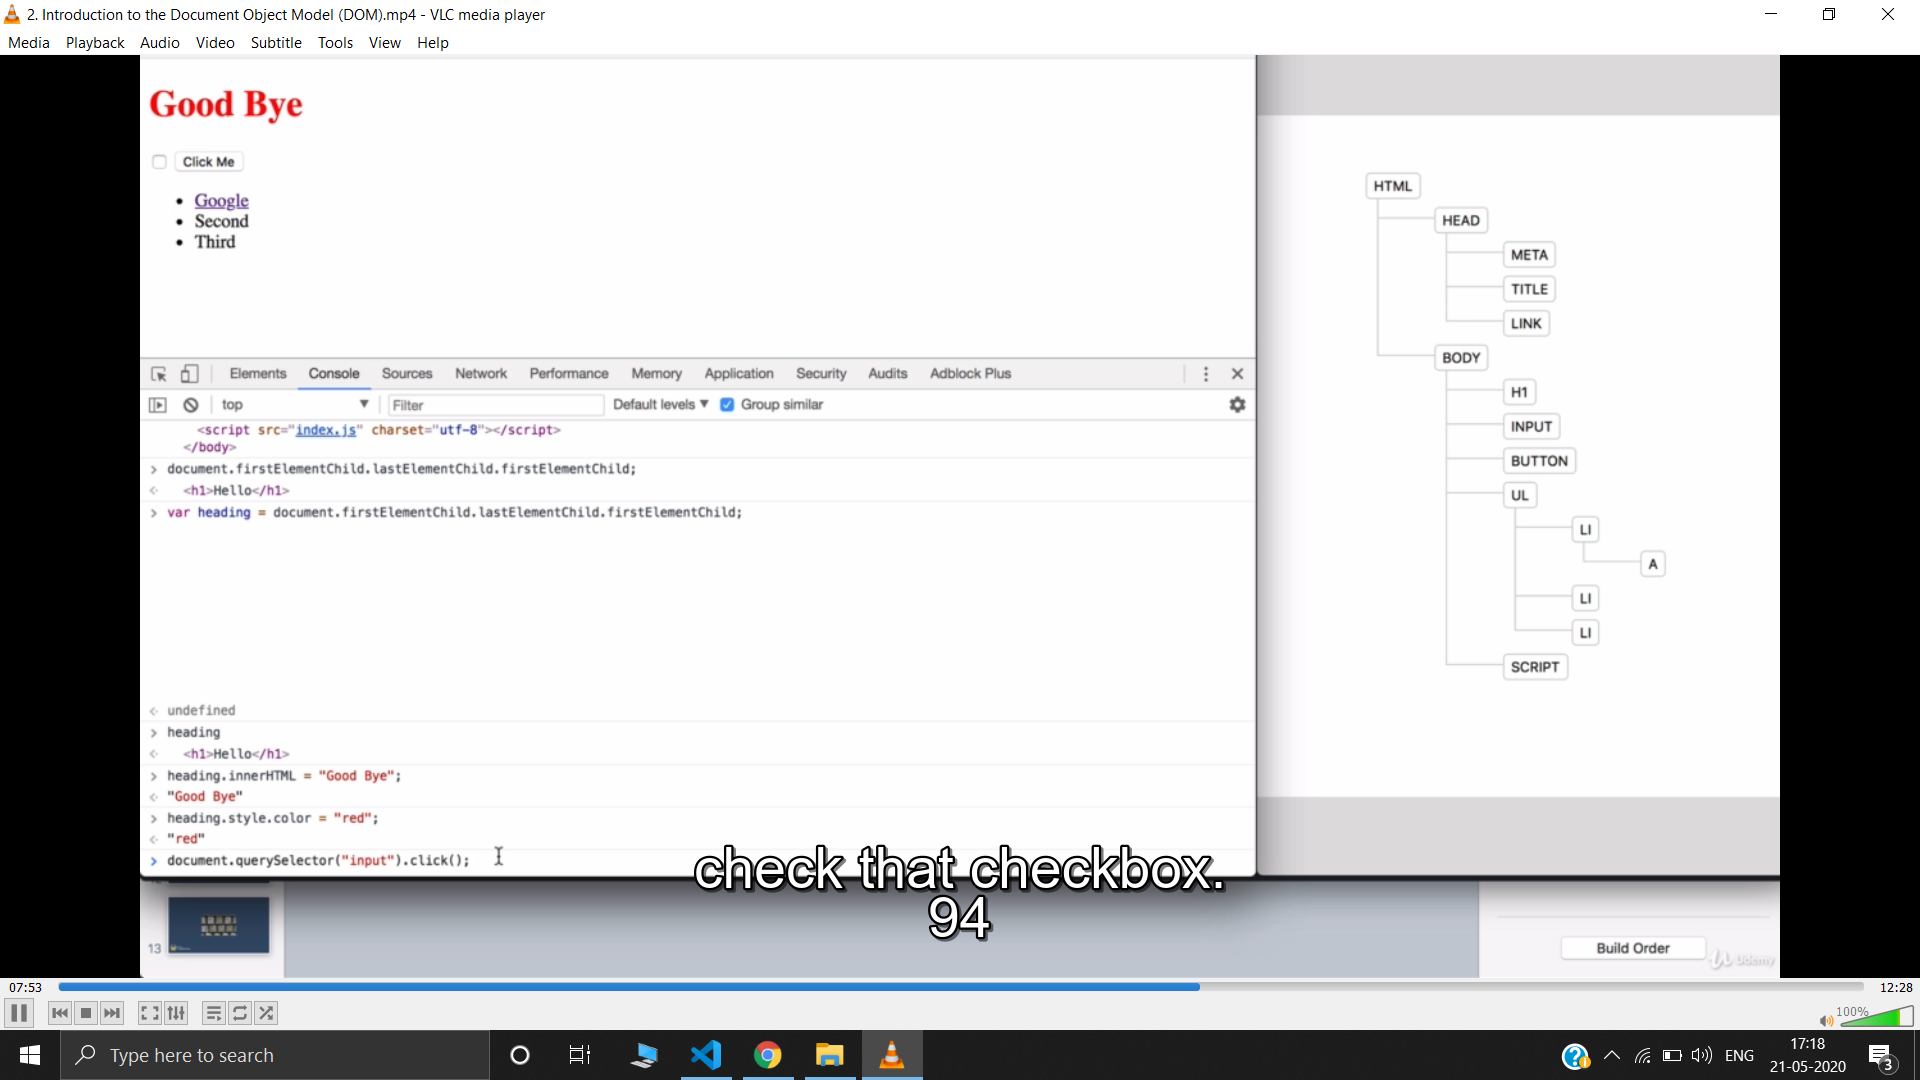 2. Introduction to the Document Object Model (DOM).mp4 - VLC media player
Media Playback Audio Video Subtitle Tools View Help
Good Bye
Click Me
Google
Second
Third
Elements Console Sources Network Performance Memory Application Security Audits Adblock Plus
top Filter Default levels Group similar
<script src="index.js" charset="utf-8"></script>
</body>
document.firstElementChild.lastElementChild.firstElementChild;
<h1>Hello</h1>
var heading = document.firstElementChild.lastElementChild.firstElementChild;
undefined
heading
<h1>Hello</h1>
heading.innerHTML = "Good Bye";
"Good Bye"
heading.style.color = "red";
"red"
document.querySelector("input").click();
HTML
HEAD
META
TITLE
LINK
BODY
H1
INPUT
BUTTON
UL
LI
A
LI
LI
SCRIPT
check that checkbox.
94
13
Build Order
Udemy
07:53
12:28
100%
Type here to search
ENG
17:18
21-05-2020
3